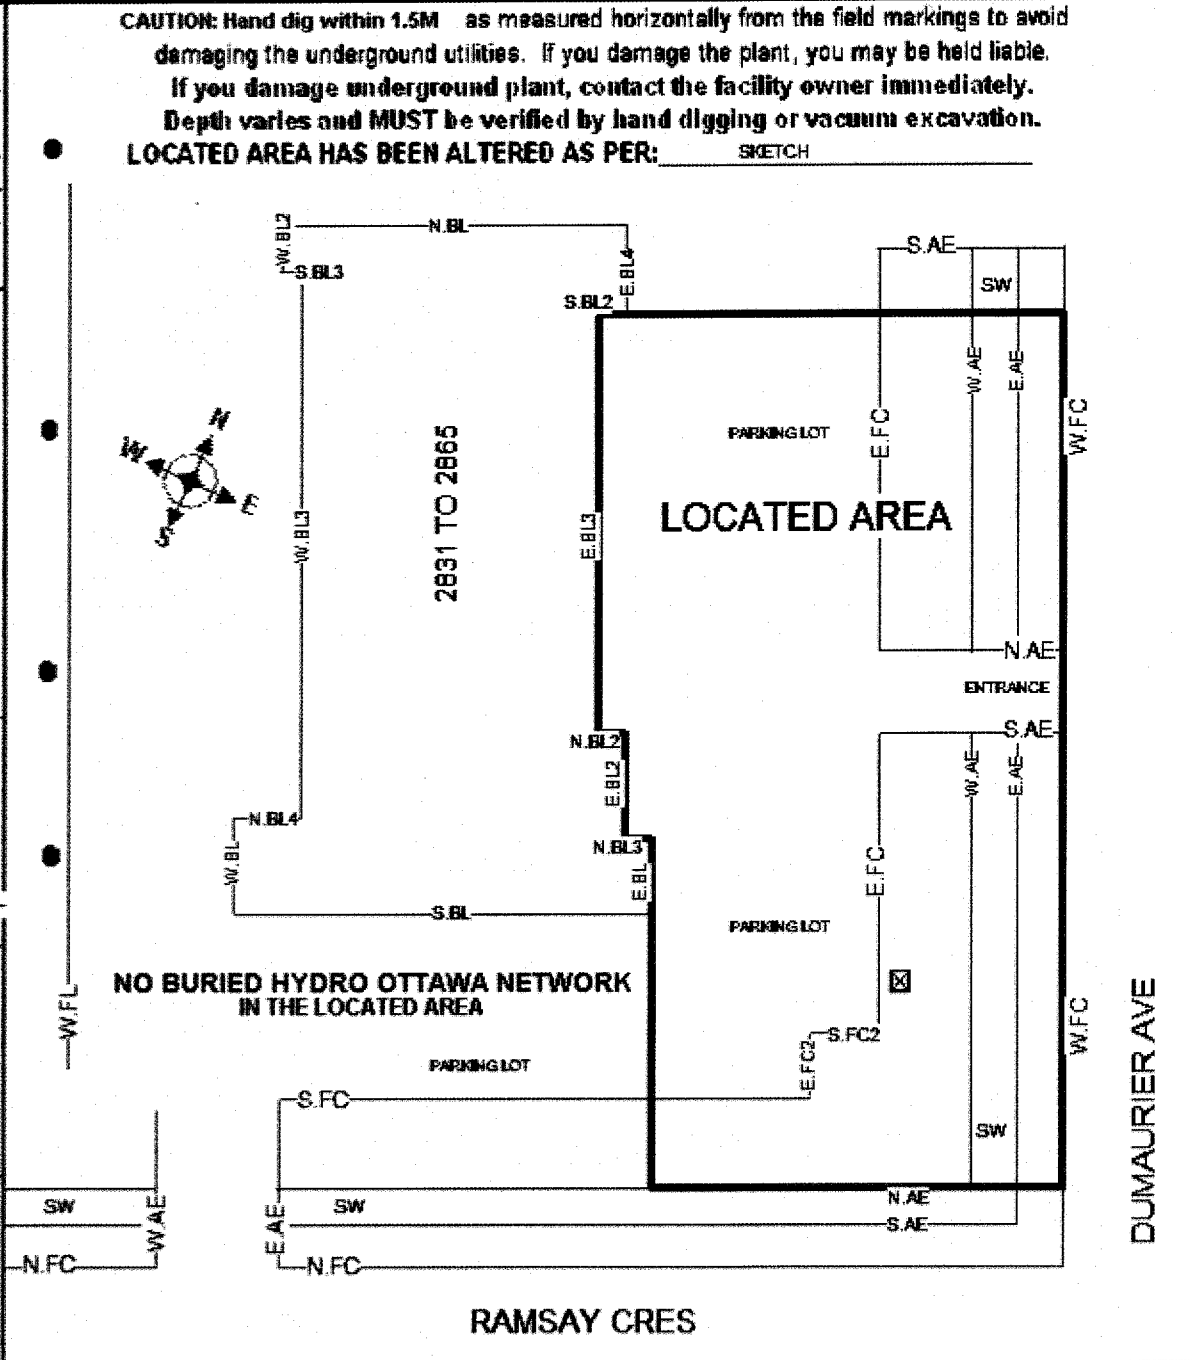 CAUTION: Hand dig within 1.5M as measured horizontally from the field markings to avoid
damaging the underground utilities. If you damage the plant, you may be held liable.
If you damage underground plant, contact the facility owner immediately.
Depth varies and MUST be verified by hand digging or vacuum excavation.
LOCATED AREA HAS BEEN ALTERED AS PER: SKETCH
W.BL2
N.BL
S.BL3
E.BL4
S.BL2
S.AE
SW
W.AE
E.AE
E.FC
W.FC
PARKING LOT
N
W
E
S
2831 TO 2865
LOCATED AREA
W.BL3
E.BL3
N.AE
ENTRANCE
S.AE
N.BL2
E.BL2
W.AE
E.AE
N.BL4
N.BL3
W.BL
E.BL
E.FC
S.BL
PARKING LOT
NO BURIED HYDRO OTTAWA NETWORK
IN THE LOCATED AREA
W.FL
W.FC
DUMAURIER AVE
S.FC2
E.FC2
PARKING LOT
S.FC
SW
SW
W.AE
E.AE
SW
N.AE
S.AE
N.FC
N.FC
RAMSAY CRES